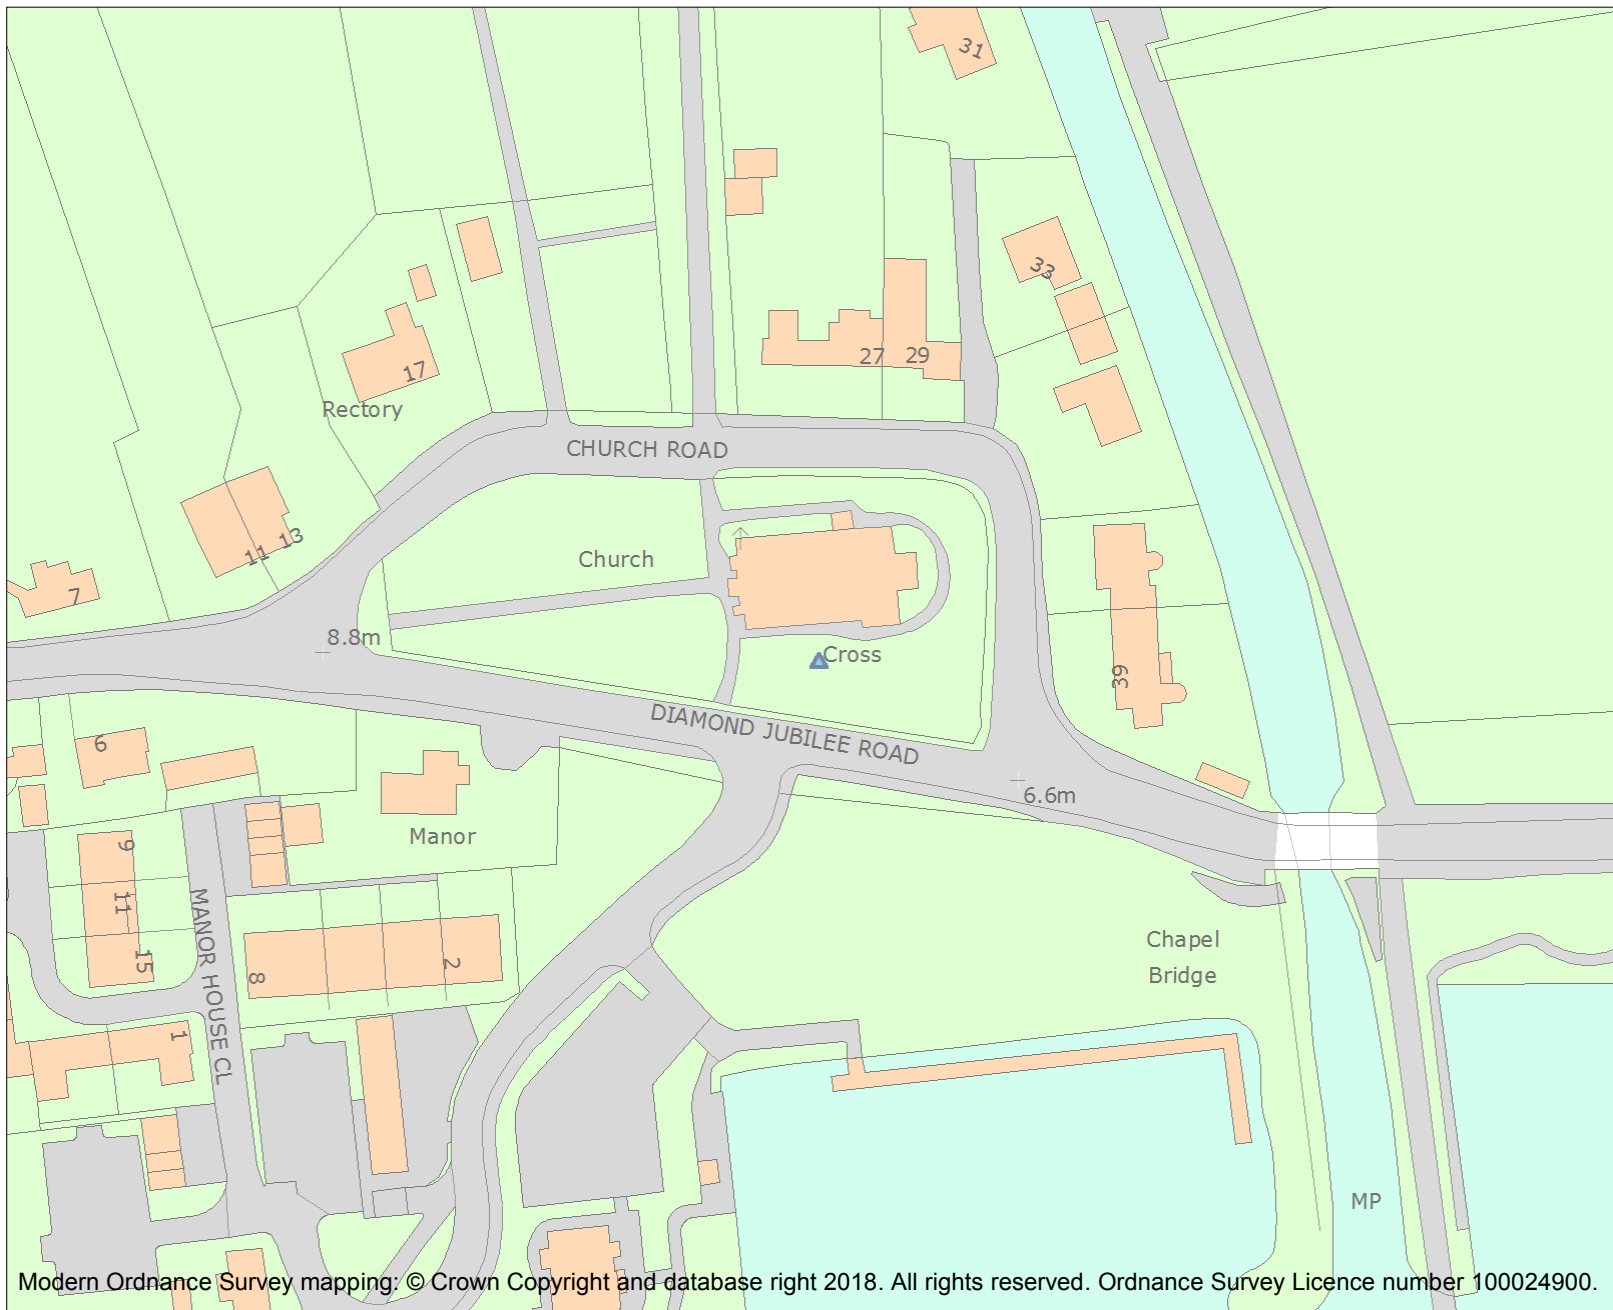 31
33
27
29
17
Rectory
CHURCH ROAD
11
13
Church
7
8.8m
Cross
39
DIAMOND JUBILEE ROAD
6
6.6m
Manor
9
11
15
MANOR HOUSE CL
8
2
Chapel
Bridge
1
MP
Modern Ordnance Survey mapping: © Crown Copyright and database right 2018. All rights reserved. Ordnance Survey Licence number 100024900.